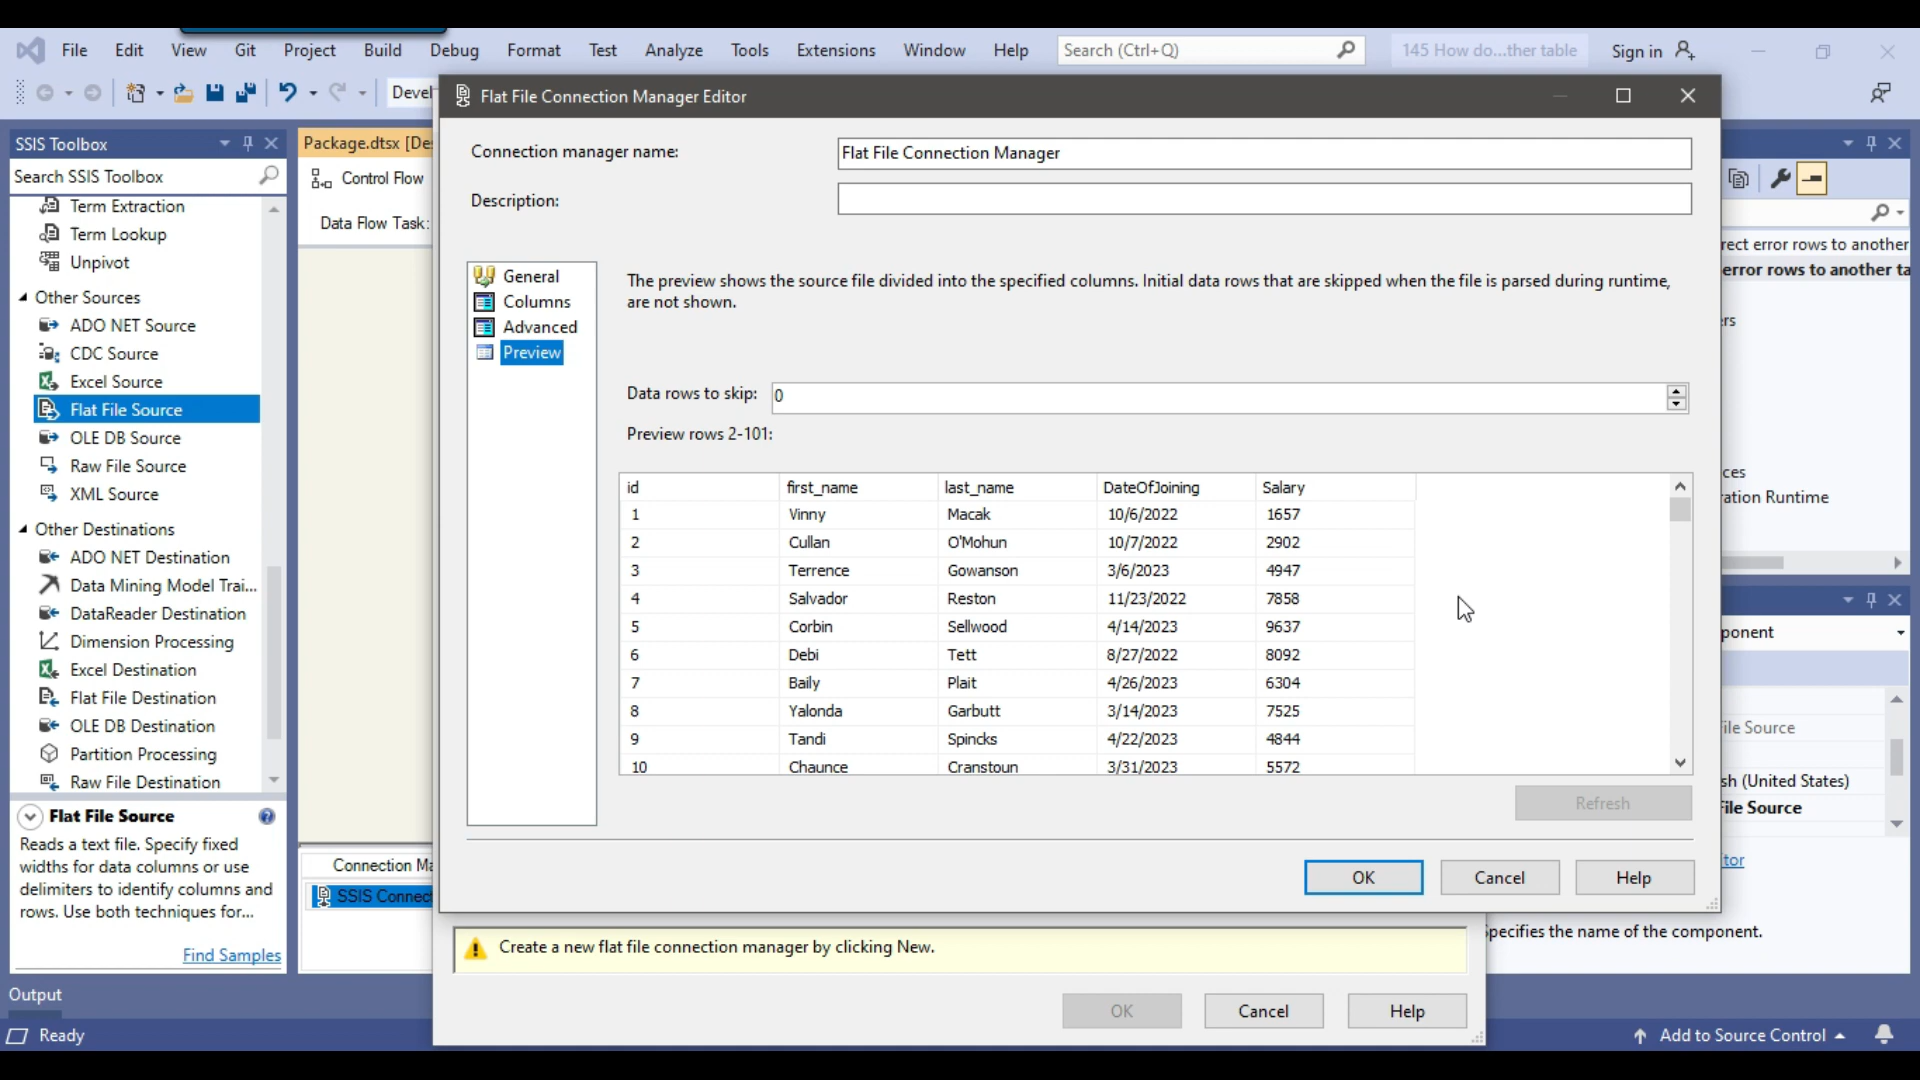 File Edit View Git Project Build Debug Format Test Analyze Tools Extensions Window Help Search (Ctrl+Q) 145 How do...ther table Sign in
Devel
Flat File Connection Manager Editor
SSIS Toolbox
Search SSIS Toolbox
Term Extraction
Term Lookup
Unpivot
Other Sources
ADO NET Source
CDC Source
Excel Source
Flat File Source
OLE DB Source
Raw File Source
XML Source
Other Destinations
ADO NET Destination
Data Mining Model Trai...
DataReader Destination
Dimension Processing
Excel Destination
Flat File Destination
OLE DB Destination
Partition Processing
Raw File Destination
Flat File Source
Reads a text file. Specify fixed
widths for data columns or use
delimiters to identify columns and
rows. Use both techniques for...
Find Samples
Package.dtsx [De
Control Flow
Data Flow Task:
Connection Ma
SSIS Connec
Connection manager name: Flat File Connection Manager
Description:
General
Columns
Advanced
Preview
The preview shows the source file divided into the specified columns. Initial data rows that are skipped when the file is parsed during runtime,
are not shown.
Data rows to skip: 0
Preview rows 2-101:
id first_name last_name DateOfJoining Salary
1 Vinny Macak 10/6/2022 1657
2 Cullan O'Mohun 10/7/2022 2902
3 Terrence Gowanson 3/6/2023 4947
4 Salvador Reston 11/23/2022 7858
5 Corbin Sellwood 4/14/2023 9637
6 Debi Tett 8/27/2022 8092
7 Baily Plait 4/26/2023 6304
8 Yalonda Garbutt 3/14/2023 7525
9 Tandi Spincks 4/22/2023 4844
10 Chaunce Cranstoun 3/31/2023 5572
Refresh
OK Cancel Help
Create a new flat file connection manager by clicking New.
OK Cancel Help
rect error rows to another
error rows to another ta
ers
ces
ration Runtime
ponent
ile Source
sh (United States)
File Source
tor
pecifies the name of the component.
Output
Ready
Add to Source Control